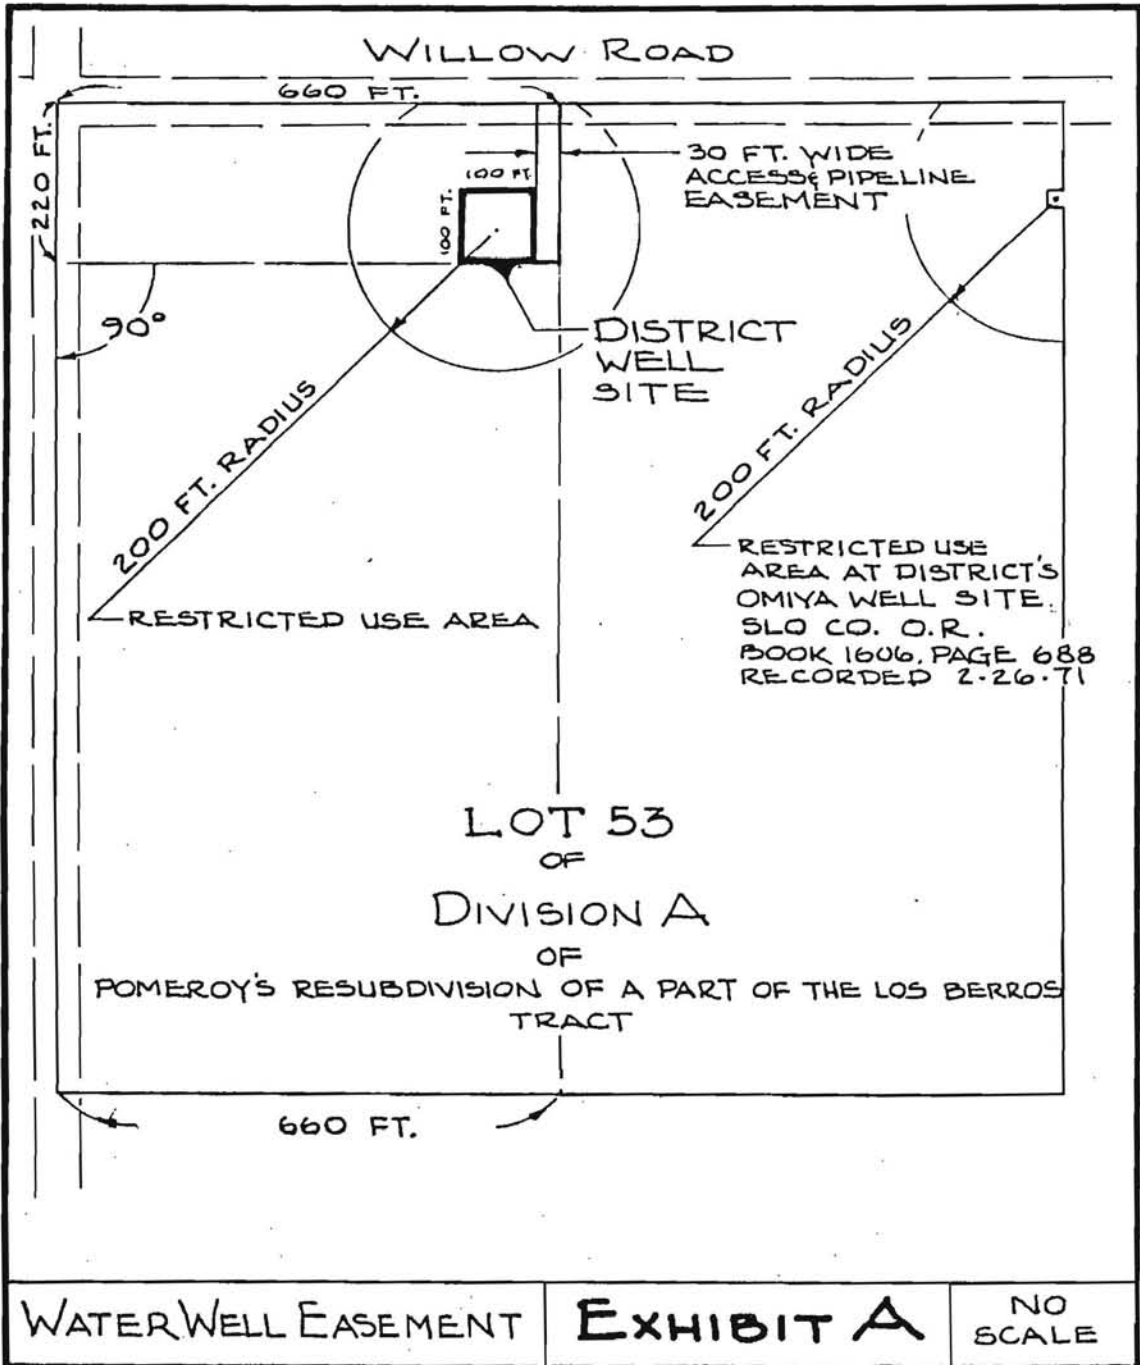 WILLOW ROAD
660 FT.
220 FT.
100 FT.
100 FT.
30 FT. WIDE
ACCESS & PIPELINE
EASEMENT
90°
DISTRICT
WELL
SITE
200 FT. RADIUS
RESTRICTED USE AREA
200 FT. RADIUS
RESTRICTED USE
AREA AT DISTRICT'S
OMIYA WELL SITE.
SLO CO. O.R.
BOOK 1606, PAGE 688
RECORDED 2·26·71
LOT 53
OF
DIVISION A
OF
POMEROY'S RESUBDIVISION OF A PART OF THE LOS BERROS
TRACT
660 FT.
WATER WELL EASEMENT
EXHIBIT A
NO
SCALE